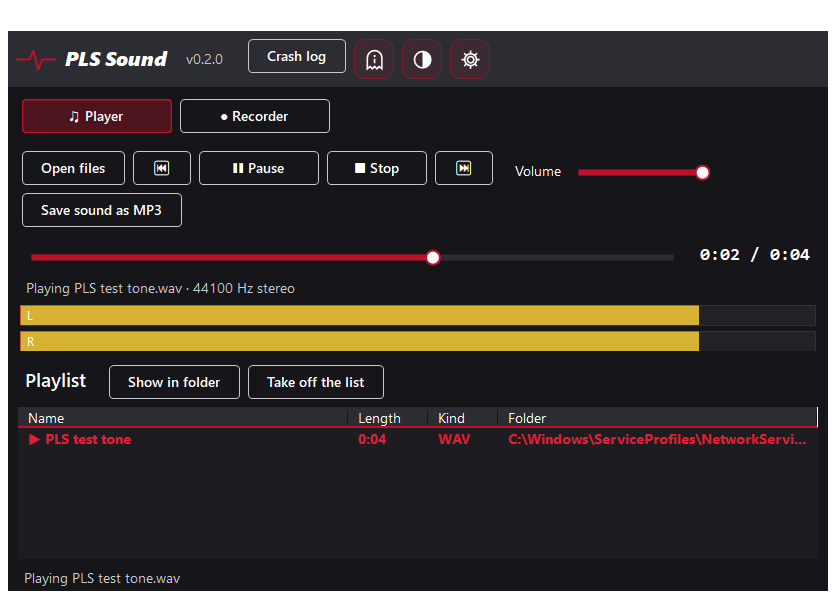 PLS Sound v0.2.0 Crash log
♫ Player ● Recorder
Open files ⏮ ⏸ Pause ⏹ Stop ⏭ Volume
Save sound as MP3
0:02 / 0:04
Playing PLS test tone.wav · 44100 Hz stereo
L
R
Playlist Show in folder Take off the list
Name Length Kind Folder
▶ PLS test tone 0:04 WAV C:\Windows\ServiceProfiles\NetworkServi...
Playing PLS test tone.wav